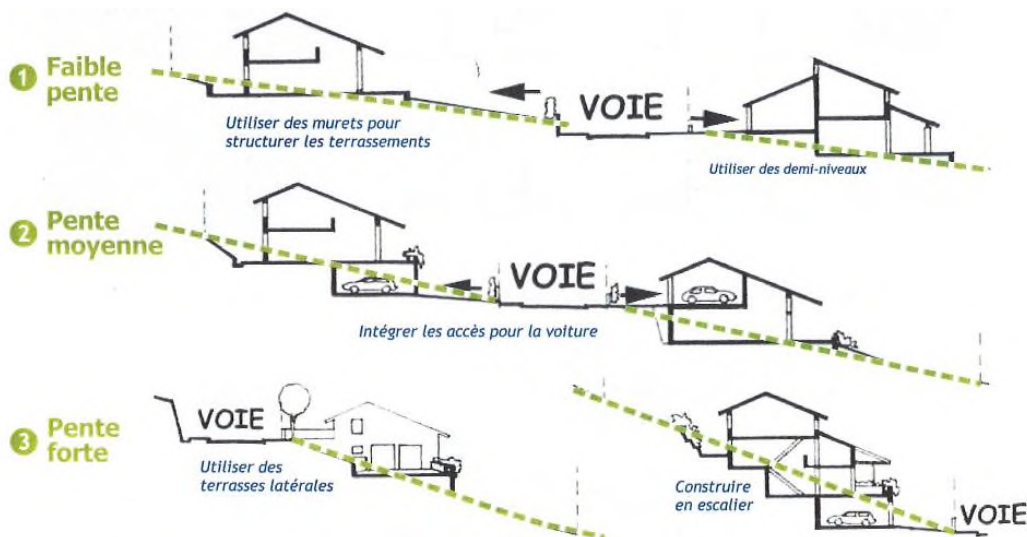 1 Faible
pente
VOIE
Utiliser des murets pour
structurer les terrassements
Utiliser des demi-niveaux
2 Pente
moyenne
VOIE
Intégrer les accès pour la voiture
3 Pente
forte
VOIE
Utiliser des
terrasses latérales
Construire
en escalier
VOIE